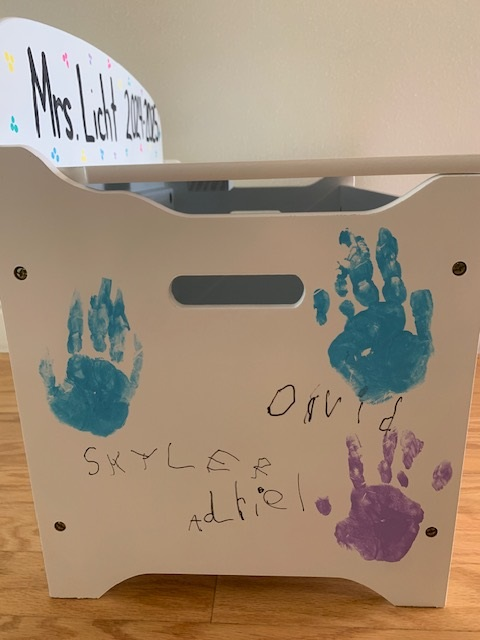 Mrs. Licht 2024-2025
David
SKYLER
Adriel